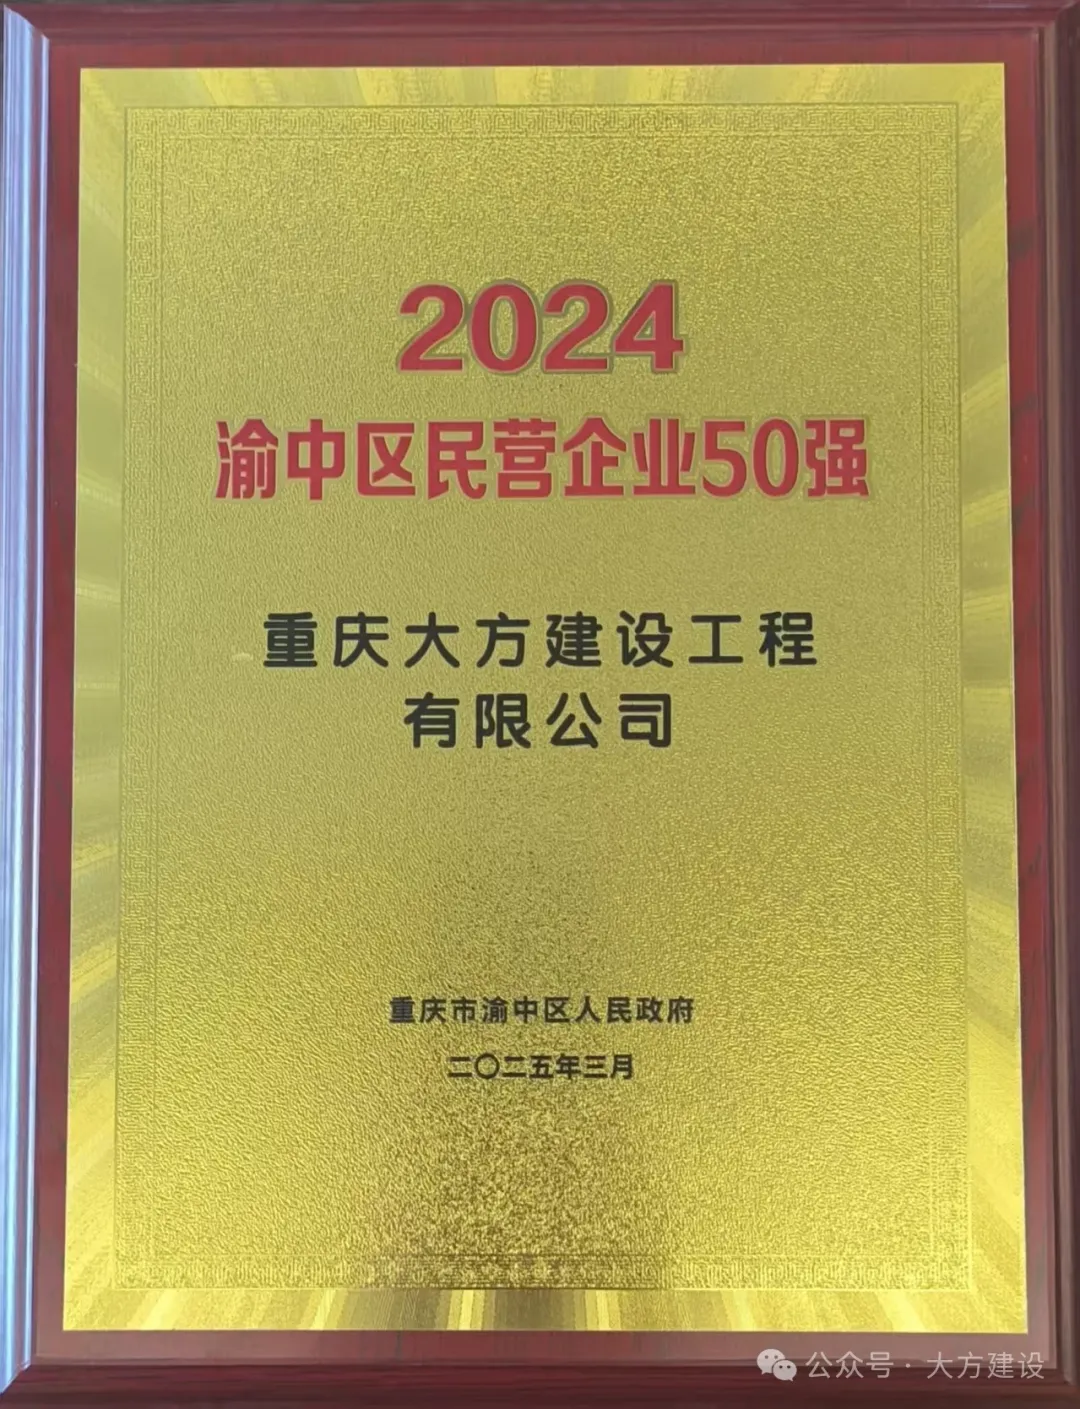 2024
渝中区民营企业50强
重庆大方建设工程
有限公司
重庆市渝中区人民政府
二〇二五年三月
公众号·大方建设